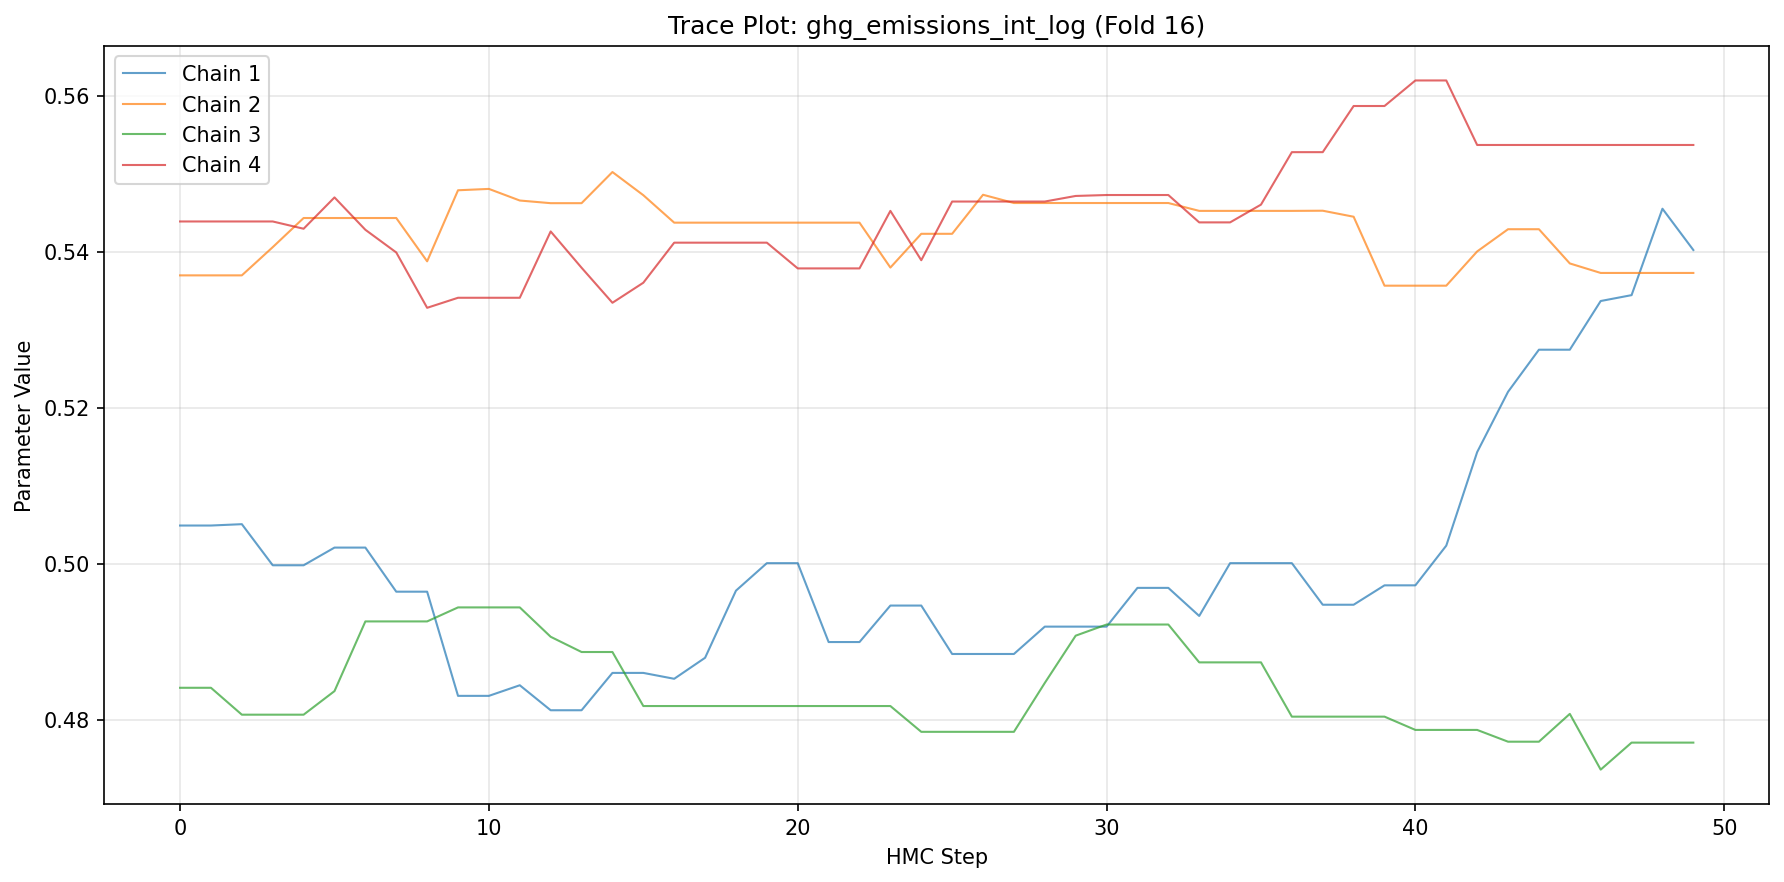 Trace Plot: ghg_emissions_int_log (Fold 16)
Chain 1
Chain 2
Chain 3
Chain 4
Parameter Value
0.56
0.54
0.52
0.50
0.48
0
10
20
30
40
50
HMC Step